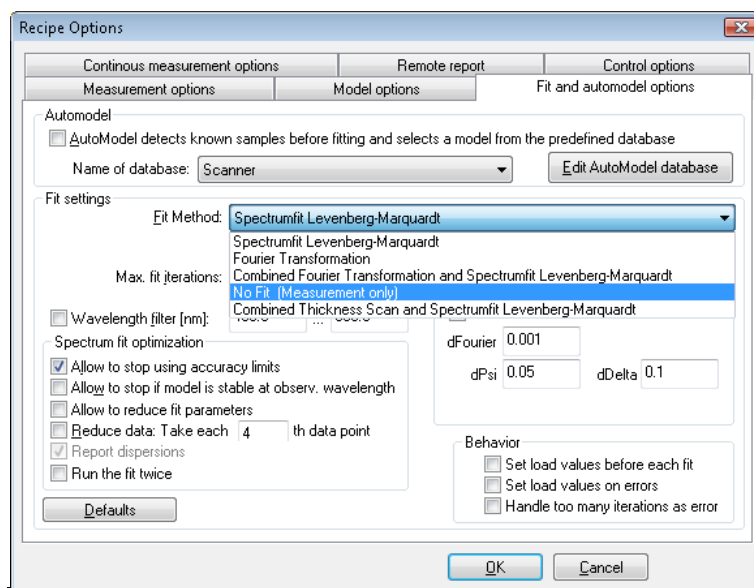 Recipe Options
Continous measurement options
Remote report
Control options
Measurement options
Model options
Fit and automodel options
Automodel
AutoModel detects known samples before fitting and selects a model from the predefined database
Name of database: Scanner
Edit AutoModel database
Fit settings
Fit Method: Spectrumfit Levenberg-Marquardt
Spectrumfit Levenberg-Marquardt
Fourier Transformation
Max. fit iterations:
Combined Fourier Transformation and Spectrumfit Levenberg-Marquardt
No Fit (Measurement only)
Combined Thickness Scan and Spectrumfit Levenberg-Marquardt
Wavelength filter [nm]: ...
Spectrum fit optimization
dFourier 0.001
Allow to stop using accuracy limits
dPsi 0.05 dDelta 0.1
Allow to stop if model is stable at observ. wavelength
Allow to reduce fit parameters
Reduce data: Take each 4 th data point
Report dispersions
Run the fit twice
Behavior
Set load values before each fit
Set load values on errors
Handle too many iterations as error
Defaults
OK
Cancel